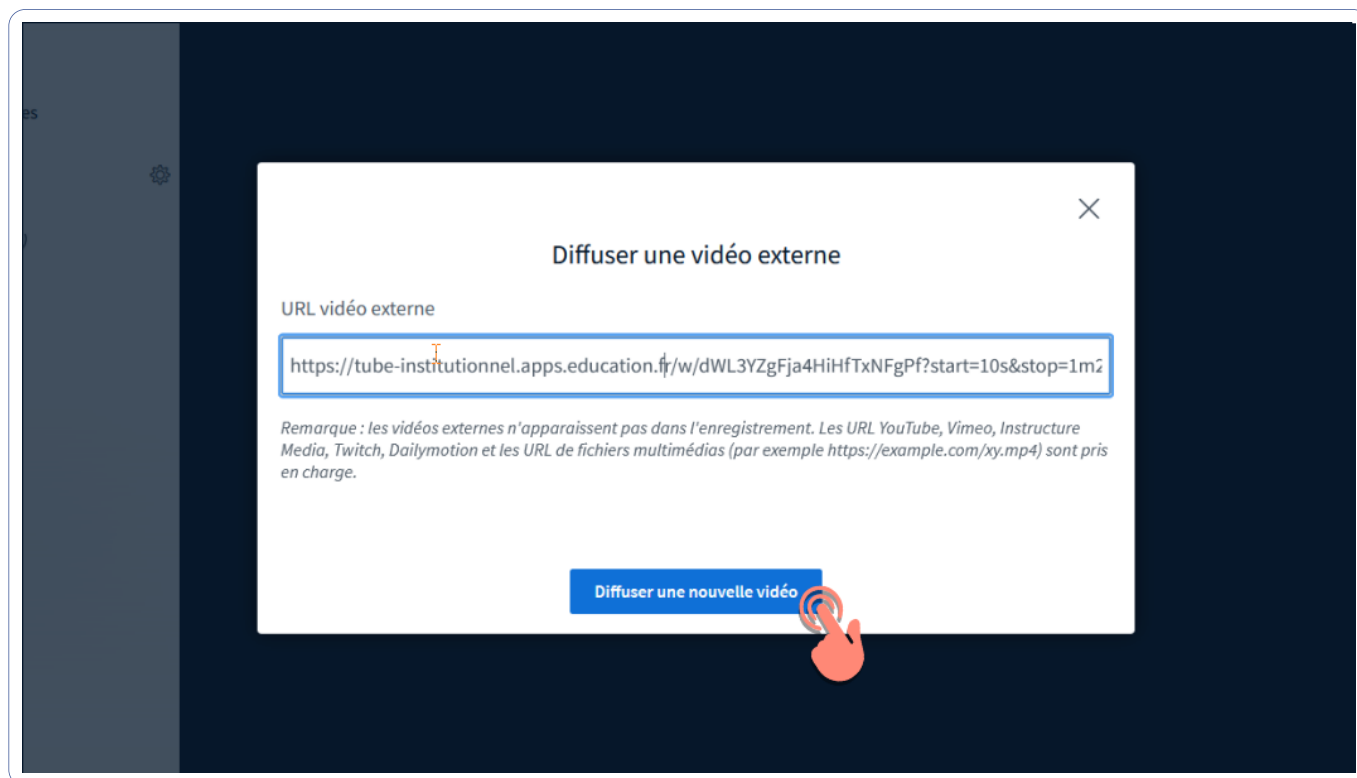 es
Diffuser une vidéo externe
URL vidéo externe
https://tube-institutionnel.apps.education.fr/w/dWL3YZgFja4HiHfTxNFgPf?start=10s&stop=1m2
Remarque : les vidéos externes n'apparaissent pas dans l'enregistrement. Les URL YouTube, Vimeo, Instructure
Media, Twitch, Dailymotion et les URL de fichiers multimédias (par exemple https://example.com/xy.mp4) sont pris
en charge.
Diffuser une nouvelle vidéo